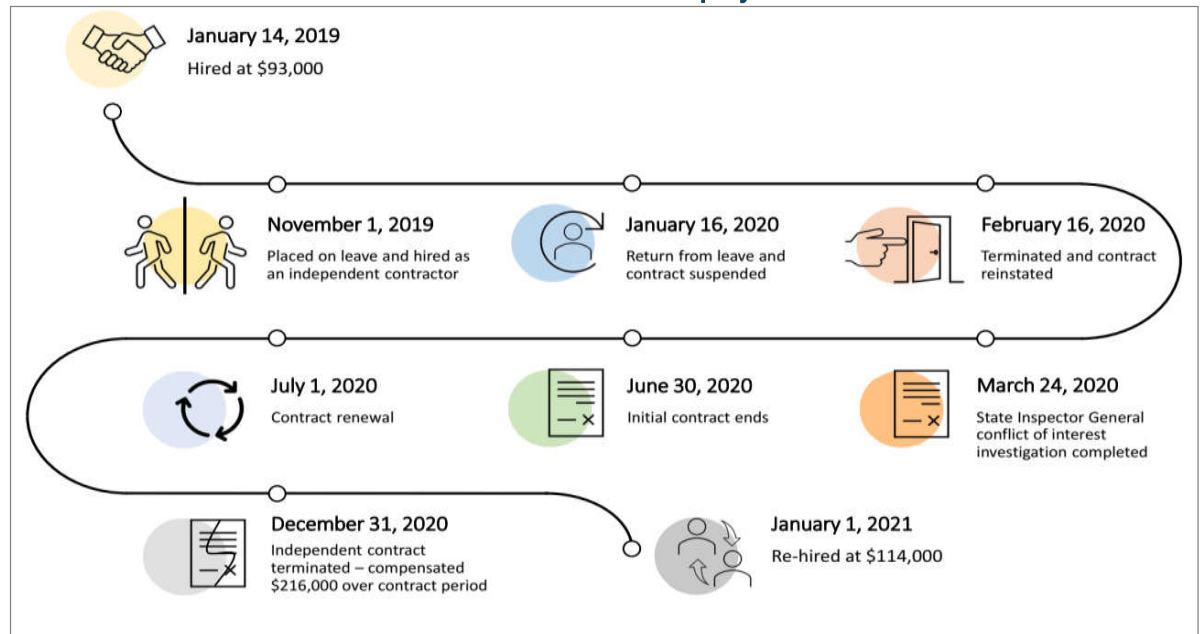 January 14, 2019
Hired at $93,000
November 1, 2019
Placed on leave and hired as
an independent contractor
January 16, 2020
Return from leave and
contract suspended
February 16, 2020
Terminated and contract
reinstated
March 24, 2020
State Inspector General
conflict of interest
investigation completed
June 30, 2020
Initial contract ends
July 1, 2020
Contract renewal
December 31, 2020
Independent contract
terminated – compensated
$216,000 over contract period
January 1, 2021
Re-hired at $114,000